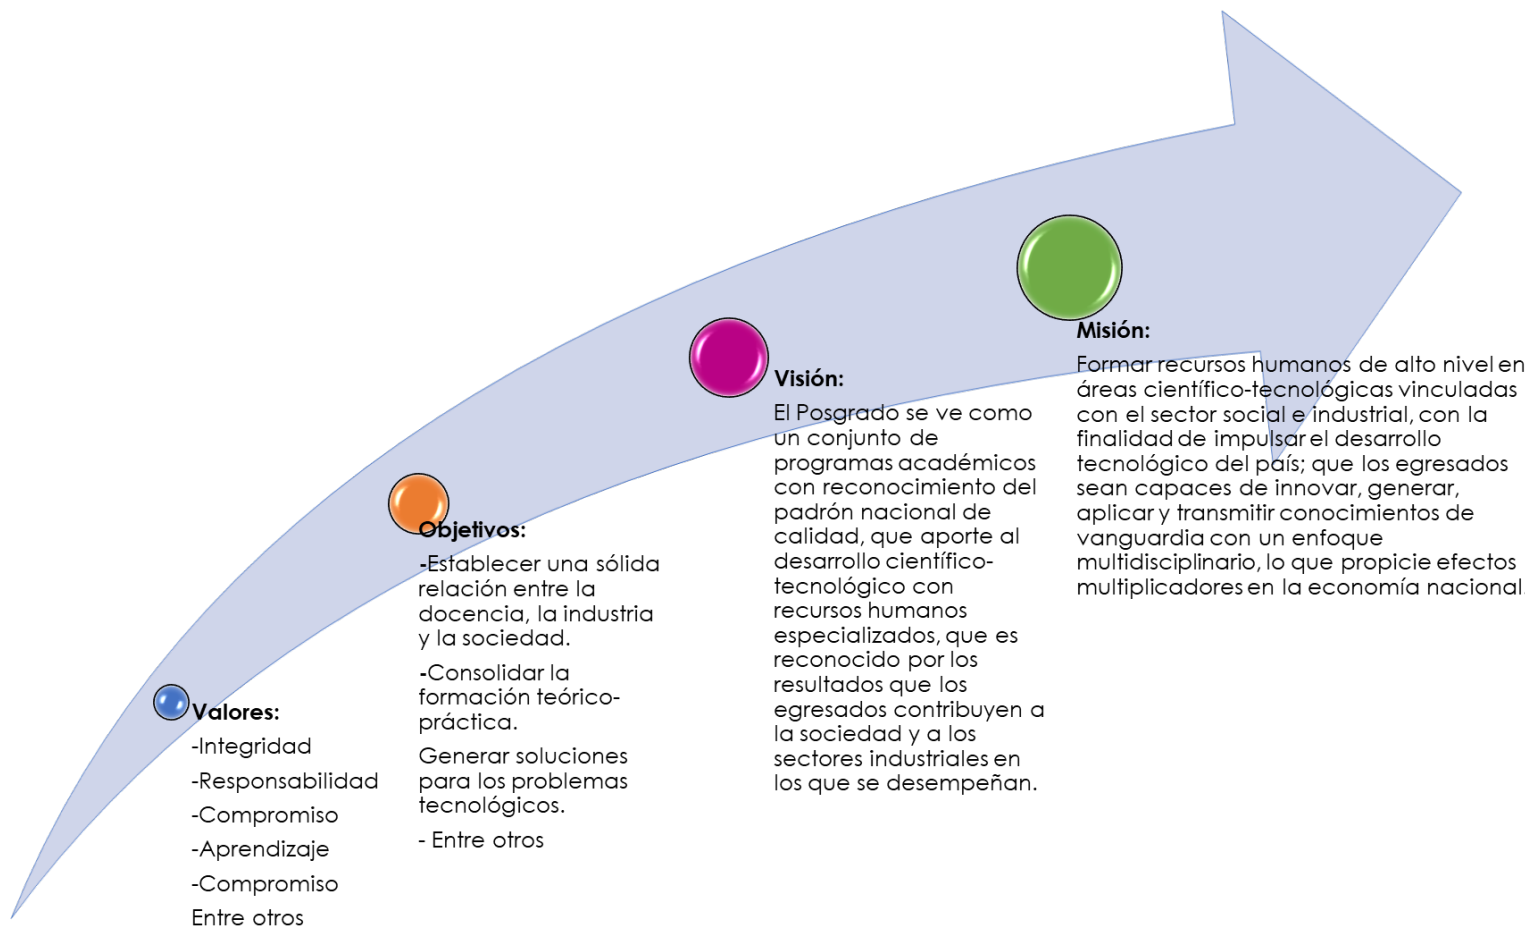 Valores:
-Integridad
-Responsabilidad
-Compromiso
-Aprendizaje
-Compromiso
Entre otros
Objetivos:
-Establecer una sólida
relación entre la
docencia, la industria
y la sociedad.
-Consolidar la
formación teórico-
práctica.
Generar soluciones
para los problemas
tecnológicos.
- Entre otros
Visión:
El Posgrado se ve como
un conjunto de
programas académicos
con reconocimiento del
padrón nacional de
calidad, que aporte al
desarrollo científico-
tecnológico con
recursos humanos
especializados, que es
reconocido por los
resultados que los
egresados contribuyen a
la sociedad y a los
sectores industriales en
los que se desempeñan.
Misión:
Formar recursos humanos de alto nivel en
áreas científico-tecnológicas vinculadas
con el sector social e industrial, con la
finalidad de impulsar el desarrollo
tecnológico del país; que los egresados
sean capaces de innovar, generar,
aplicar y transmitir conocimientos de
vanguardia con un enfoque
multidisciplinario, lo que propicie efectos
multiplicadores en la economía nacional.